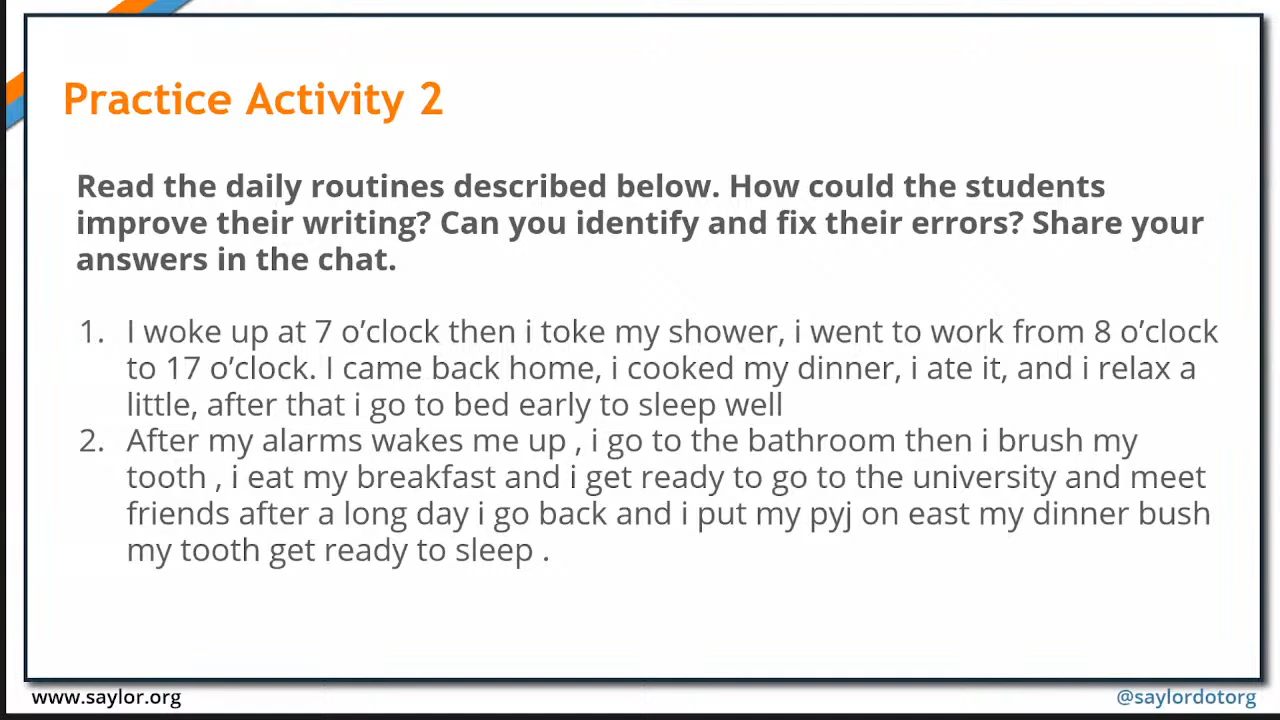 Practice Activity 2
Read the daily routines described below. How could the students
improve their writing? Can you identify and fix their errors? Share your
answers in the chat.
1. I woke up at 7 o’clock then i toke my shower, i went to work from 8 o’clock
to 17 o’clock. I came back home, i cooked my dinner, i ate it, and i relax a
little, after that i go to bed early to sleep well
2. After my alarms wakes me up , i go to the bathroom then i brush my
tooth , i eat my breakfast and i get ready to go to the university and meet
friends after a long day i go back and i put my pyj on east my dinner bush
my tooth get ready to sleep .
www.saylor.org
@saylordotorg